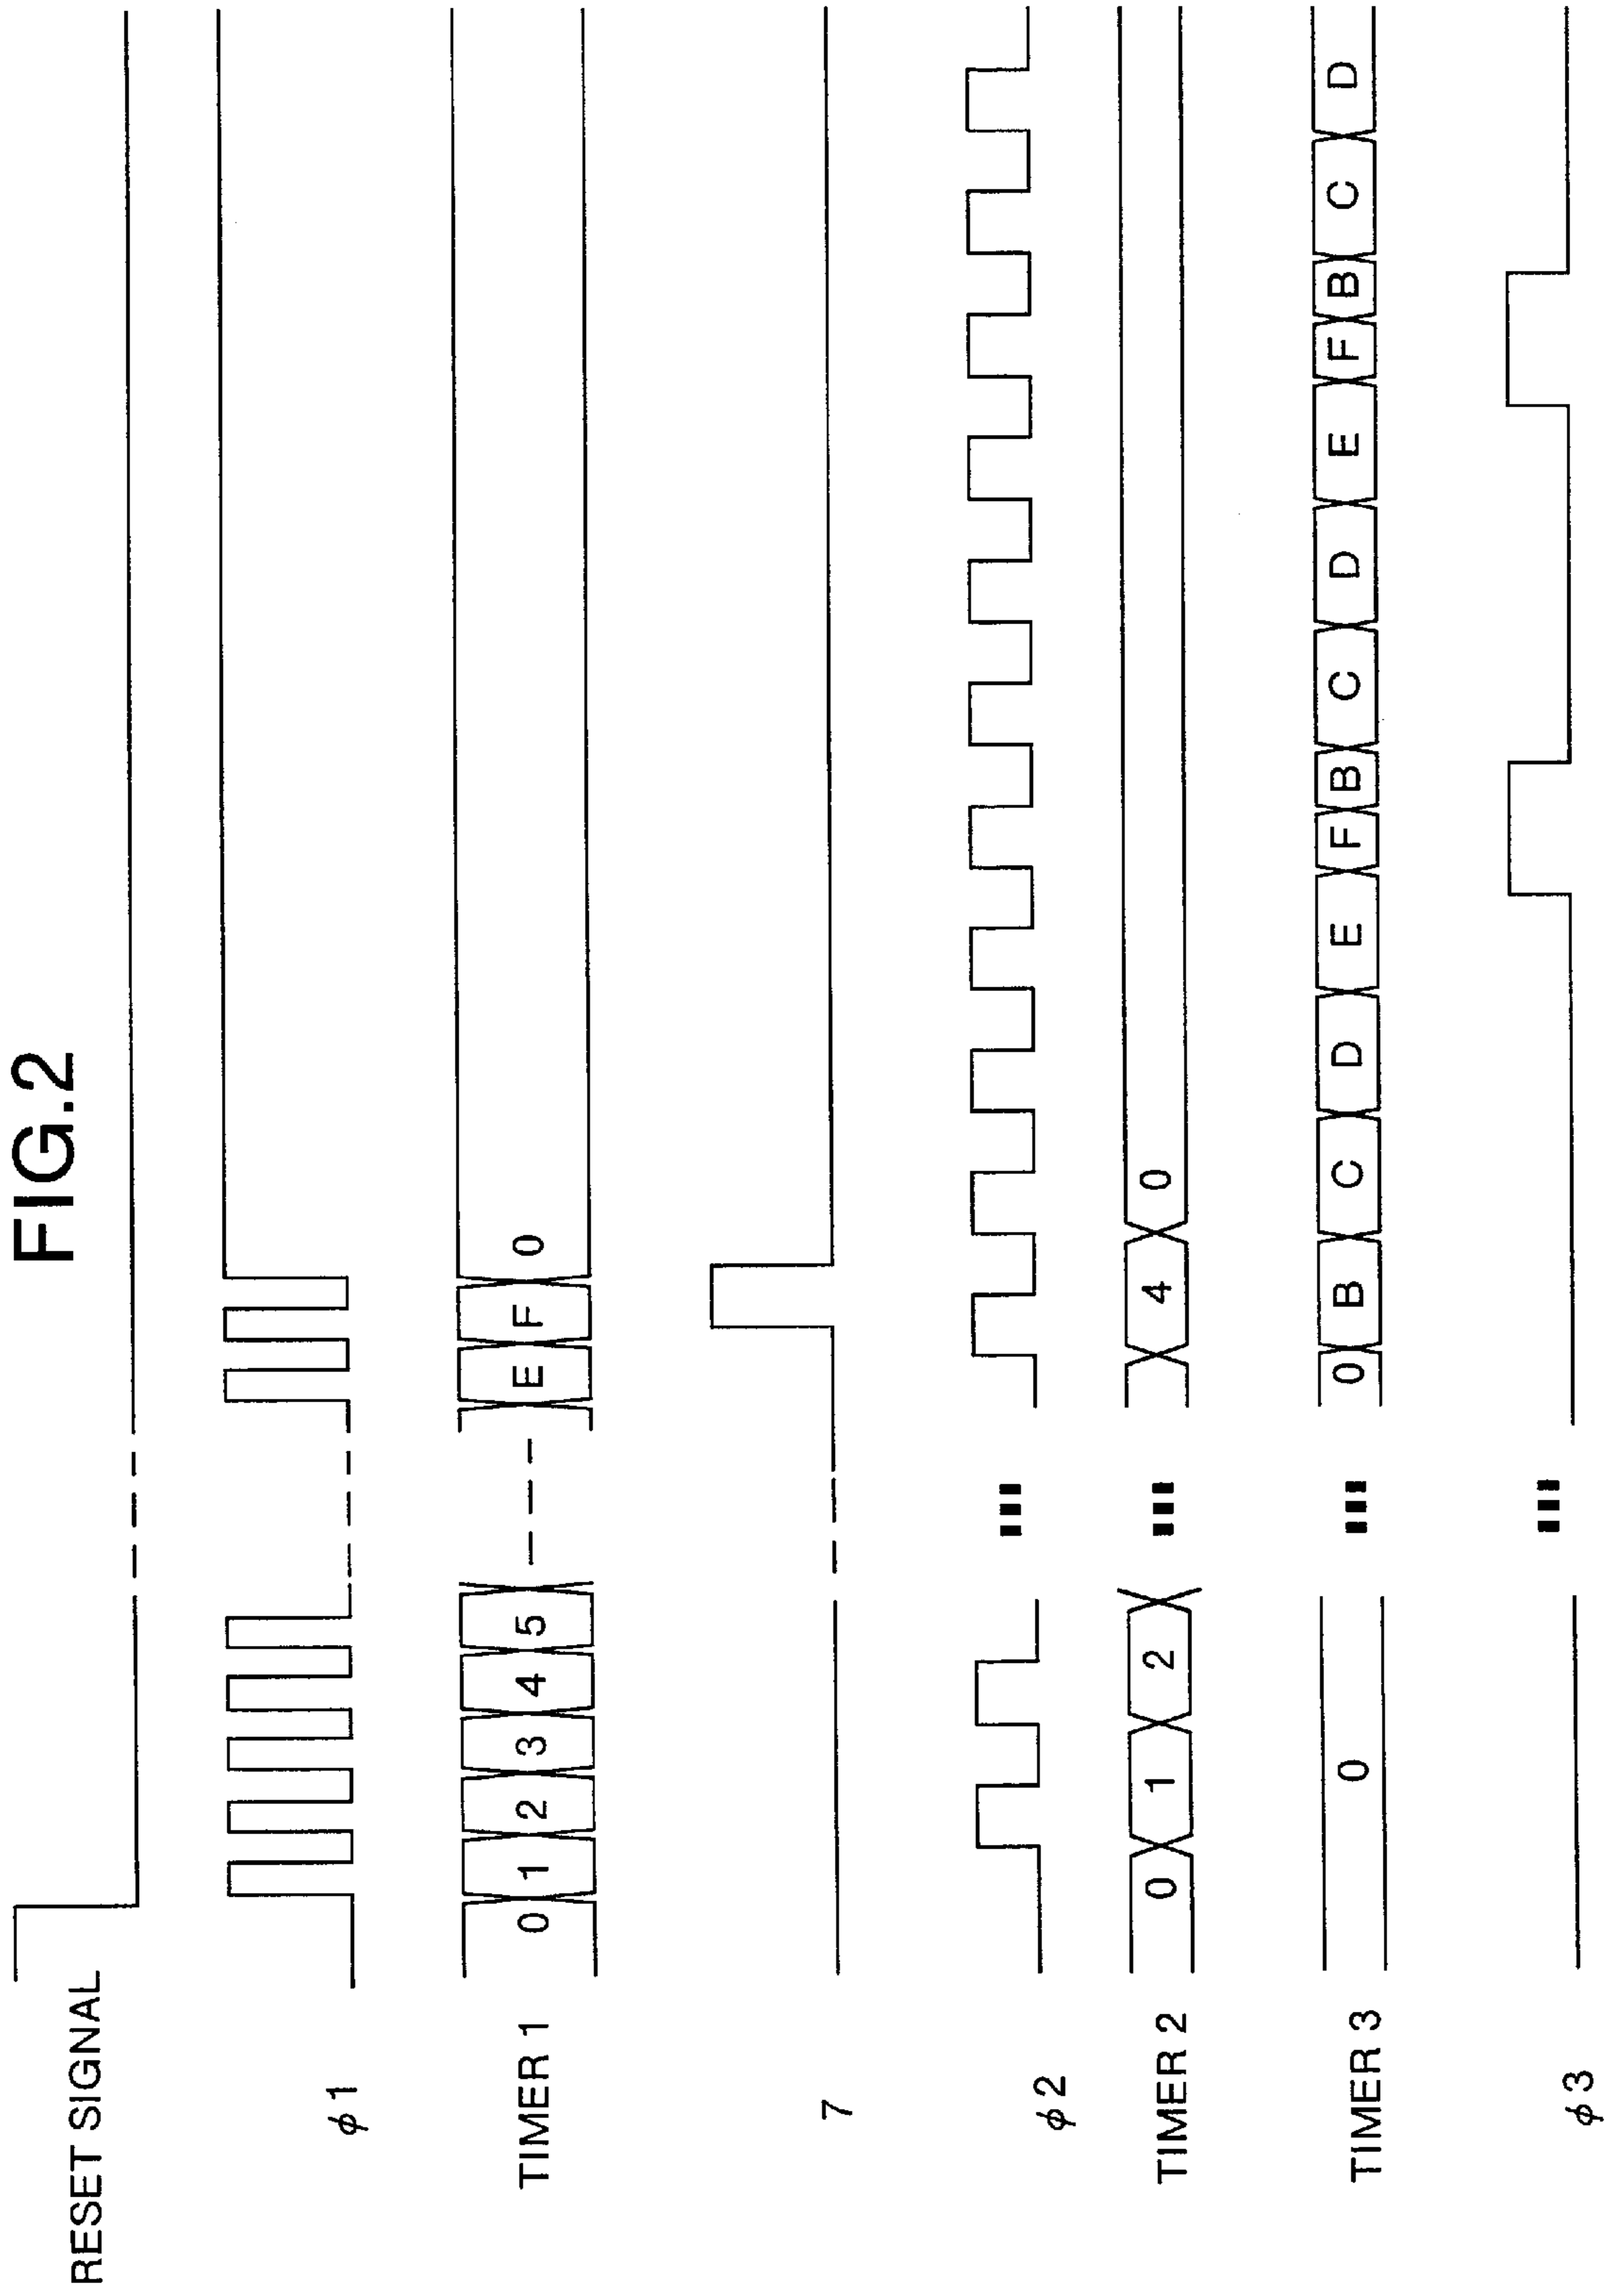 FIG.2
RESET SIGNAL
φ1
TIMER 1 0 1 2 3 4 5 E F 0
7
φ2
TIMER 2 0 1 2 4 0
TIMER 3 0 0 B C D E F B C D E F B C D
φ3